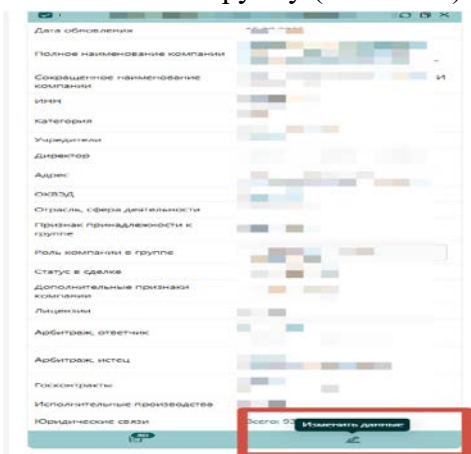 Дата обновления
Полное наименование компании
Сокращенное наименование И
компании
ИНН
Категория
Учредители
Директор
Адрес
ОКВЭД
Отрасль, сфера деятельности
Признак принадлежности к
группе
Роль компании в группе
Статус в сделке
Дополнительные признаки
компании
Лицензии
Арбитраж, ответчик
Арбитраж, истец
Госконтракты
Исполнительные производства
Юридические связи Всего: 93 Изменить данные